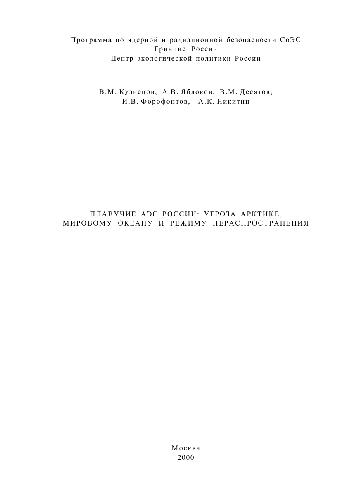 Программа по ядерной и радиационной безопасности СоЭС
Гринпис России
Центр экологической политики России
В.М. Кузнецов, А.В. Яблоков, В.М. Десятов,
И.В. Форофонтов, А.К. Никитин
ПЛАВУЧИЕ АЭС РОССИИ: УГРОЗА АРКТИКЕ,
МИРОВОМУ ОКЕАНУ И РЕЖИМУ НЕРАСПРОСТРАНЕНИЯ
Москва
2000